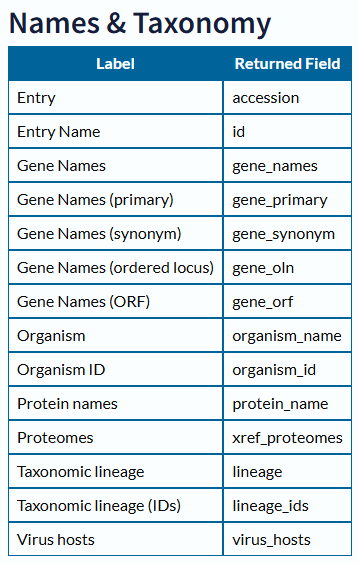 Names & Taxonomy
Label Returned Field
Entry accession
Entry Name id
Gene Names gene_names
Gene Names (primary) gene_primary
Gene Names (synonym) gene_synonym
Gene Names (ordered locus) gene_oln
Gene Names (ORF) gene_orf
Organism organism_name
Organism ID organism_id
Protein names protein_name
Proteomes xref_proteomes
Taxonomic lineage lineage
Taxonomic lineage (IDs) lineage_ids
Virus hosts virus_hosts